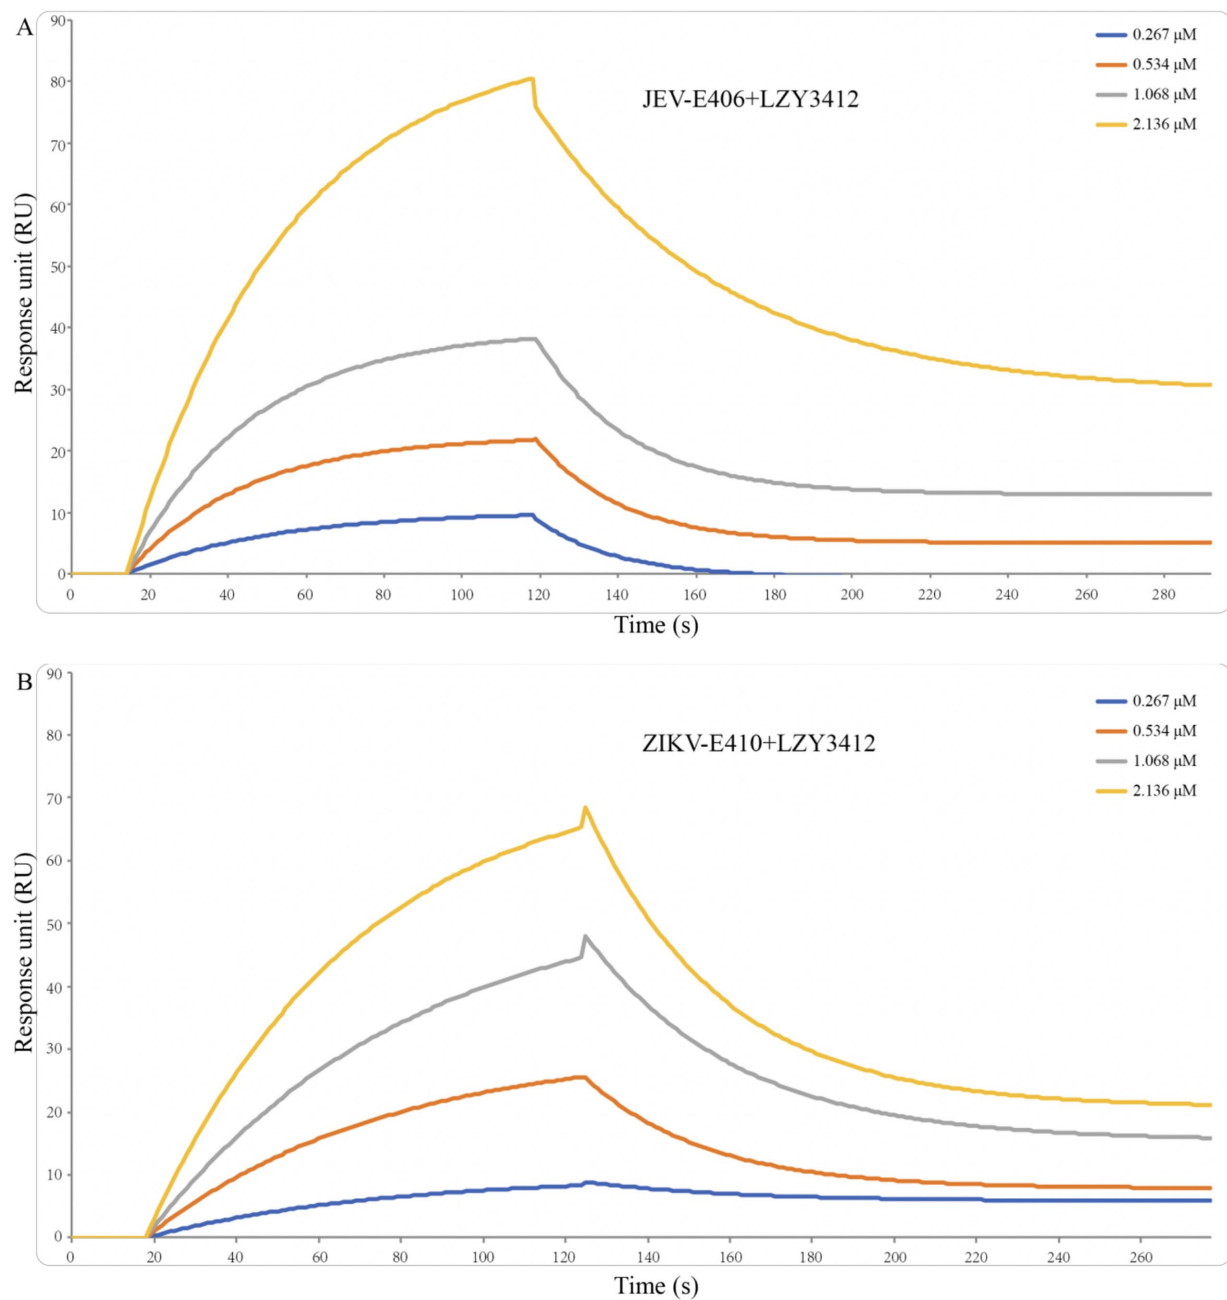 A
90
80
70
60
50
40
30
20
10
0
Response unit (RU)
JEV-E406+LZY3412
0.267 μM
0.534 μM
1.068 μM
2.136 μM
0 20 40 60 80 100 120 140 160 180 200 220 240 260 280
Time (s)
B
90
80
70
60
50
40
30
20
10
0
Response unit (RU)
ZIKV-E410+LZY3412
0.267 μM
0.534 μM
1.068 μM
2.136 μM
0 20 40 60 80 100 120 140 160 180 200 220 240 260
Time (s)